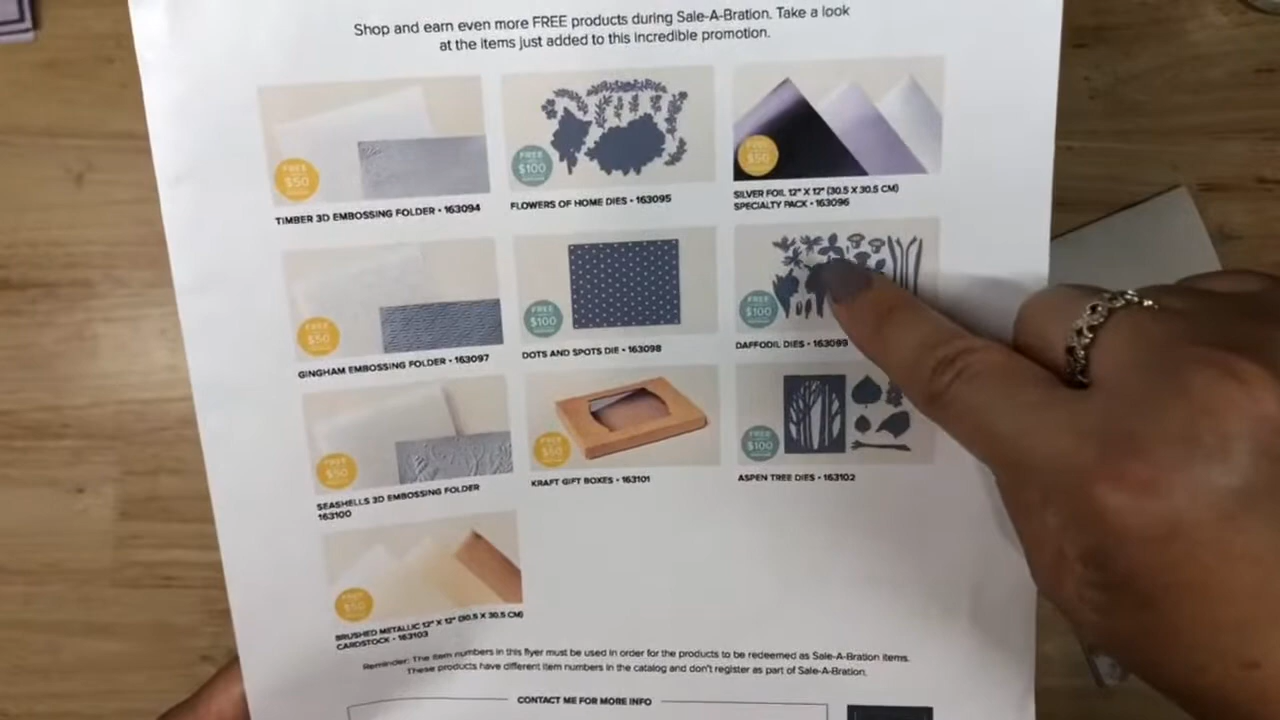 Shop and earn even more FREE products during Sale-A-Bration. Take a look
at the items just added to this incredible promotion.
FREE
$50
TIMBER 3D EMBOSSING FOLDER • 163094
FREE
$100
FLOWERS OF HOME DIES • 163095
FREE
$50
SILVER FOIL 12" X 12" (30.5 X 30.5 CM)
SPECIALTY PACK • 163096
FREE
$50
GINGHAM EMBOSSING FOLDER • 163097
FREE
$100
DOTS AND SPOTS DIE • 163098
FREE
$100
DAFFODIL DIES • 163099
FREE
$50
SEASHELLS 3D EMBOSSING FOLDER
163100
FREE
$50
KRAFT GIFT BOXES • 163101
FREE
$100
ASPEN TREE DIES • 163102
FREE
$50
BRUSHED METALLIC 12" X 12" (30.5 X 30.5 CM)
CARDSTOCK • 163103
Reminder: The item numbers in this flyer must be used in order for the products to be redeemed as Sale-A-Bration items.
These products have different item numbers in the catalog and don't register as part of Sale-A-Bration.
CONTACT ME FOR MORE INFO